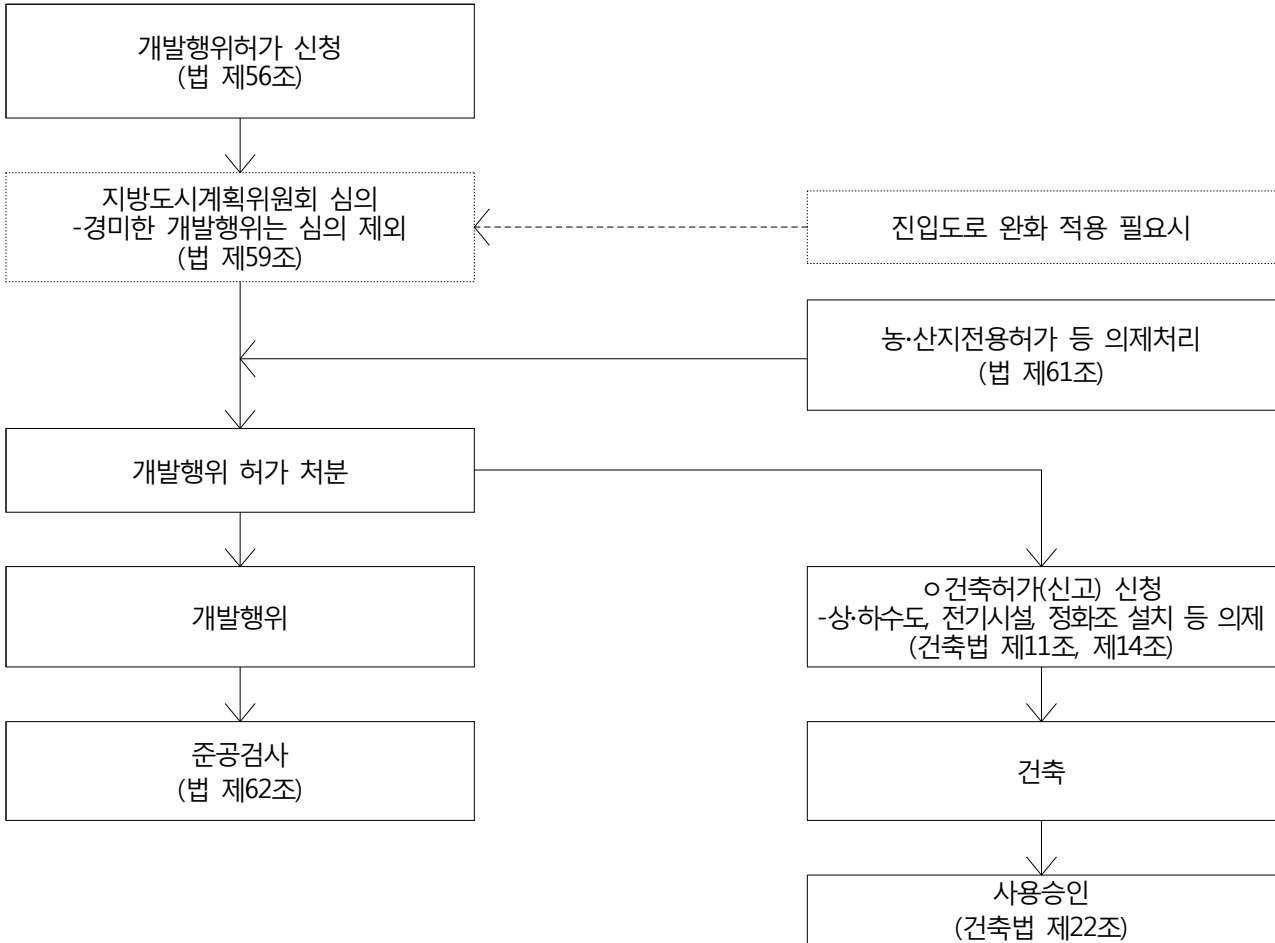 개발행위허가 신청
(법 제56조)
지방도시계획위원회 심의
-경미한 개발행위는 심의 제외
(법 제59조)
진입도로 완화 적용 필요시
농·산지전용허가 등 의제처리
(법 제61조)
개발행위 허가 처분
개발행위
ㅇ건축허가(신고) 신청
-상·하수도, 전기시설, 정화조 설치 등 의제
(건축법 제11조, 제14조)
준공검사
(법 제62조)
건축
사용승인
(건축법 제22조)